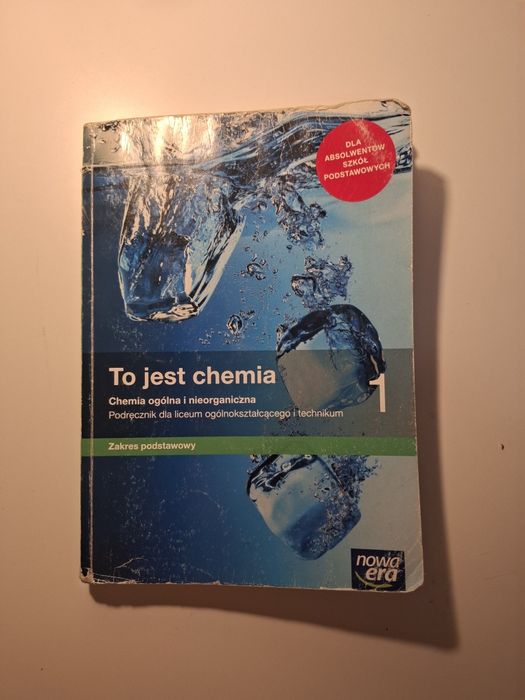 DLA
ABSOLWENTÓW
SZKÓŁ
PODSTAWOWYCH
To jest chemia
1
Chemia ogólna i nieorganiczna
Podręcznik dla liceum ogólnokształcącego i technikum
Zakres podstawowy
nowa
era